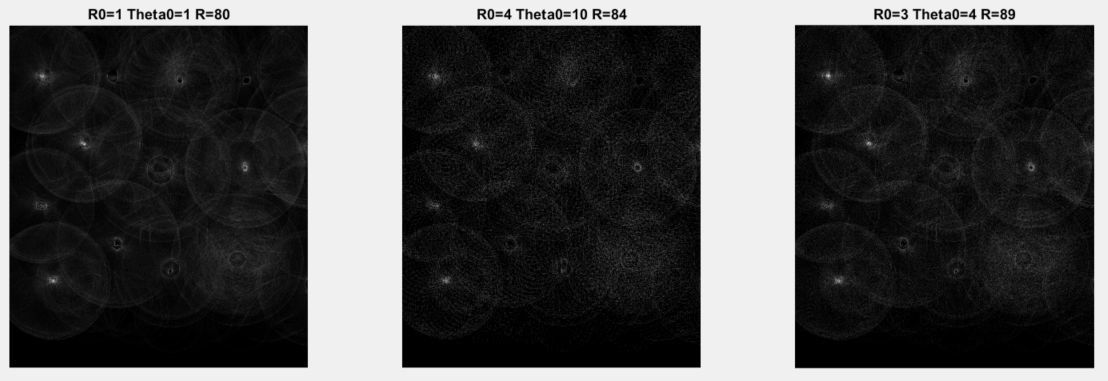 R0=1 Theta0=1 R=80
R0=4 Theta0=10 R=84
R0=3 Theta0=4 R=89